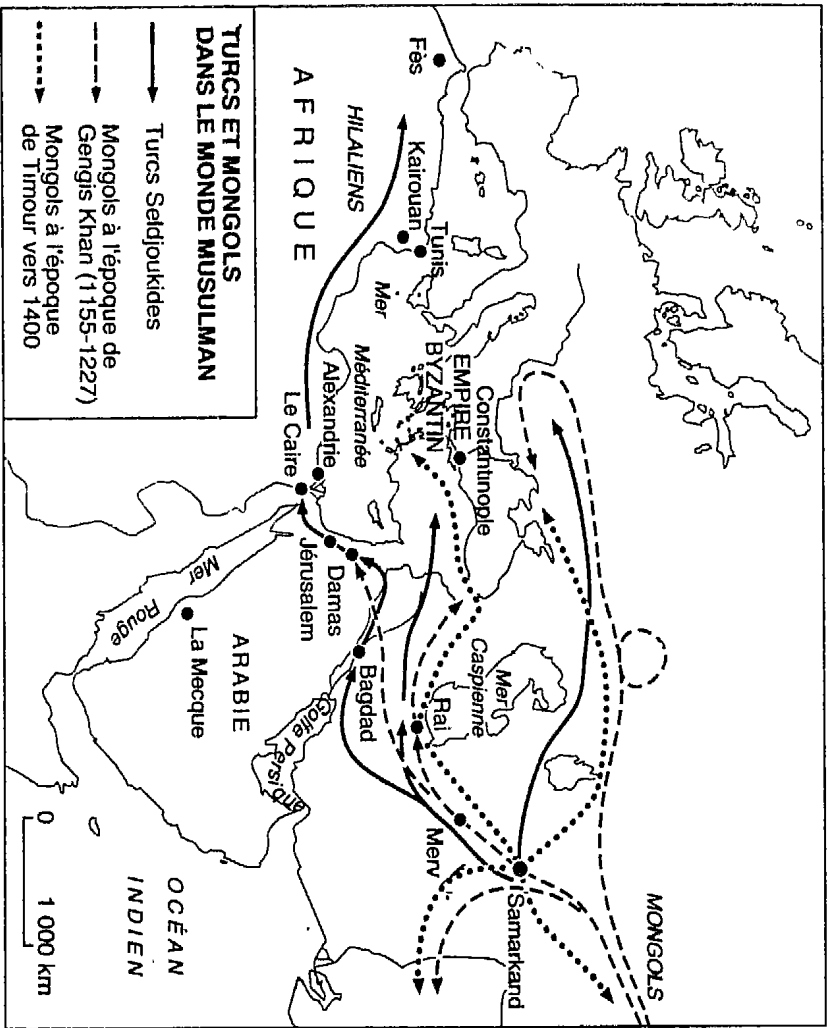 TURCS ET MONGOLS
DANS LE MONDE MUSULMAN
Turcs Seldjoukides
Mongols à l'époque de
Gengis Khan (1155-1227)
Mongols à l'époque
de Timour vers 1400
Fès
HILALIENS
AFRIQUE
Kairouan
Tunis
Mer
Méditerranée
EMPIRE
BYZANTIN
Constantinople
Alexandrie
Le Caire
Jérusalem
Damas
Mer
Rouge
La Mecque
ARABIE
Bagdad
Golfe Persique
Mer
Caspienne
Rai
Merv
Samarkand
MONGOLS
OCÉAN
INDIEN
0
1 000 km